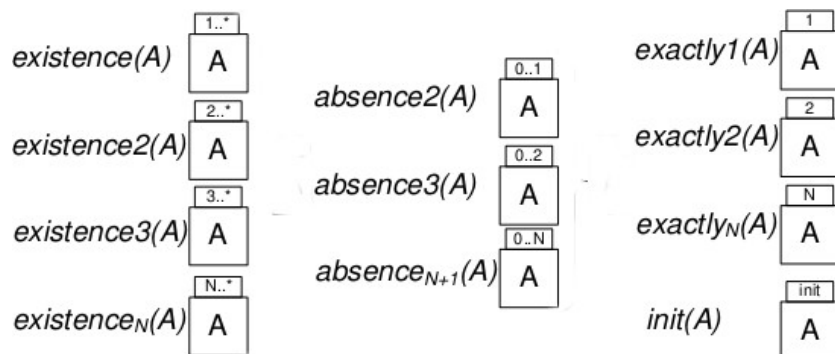 1..*
existence(A) A
2..*
existence2(A) A
3..*
existence3(A) A
N..*
existenceN(A) A
0..1
absence2(A) A
0..2
absence3(A) A
0..N
absenceN+1(A) A
1
exactly1(A) A
2
exactly2(A) A
N
exactlyN(A) A
init
init(A) A